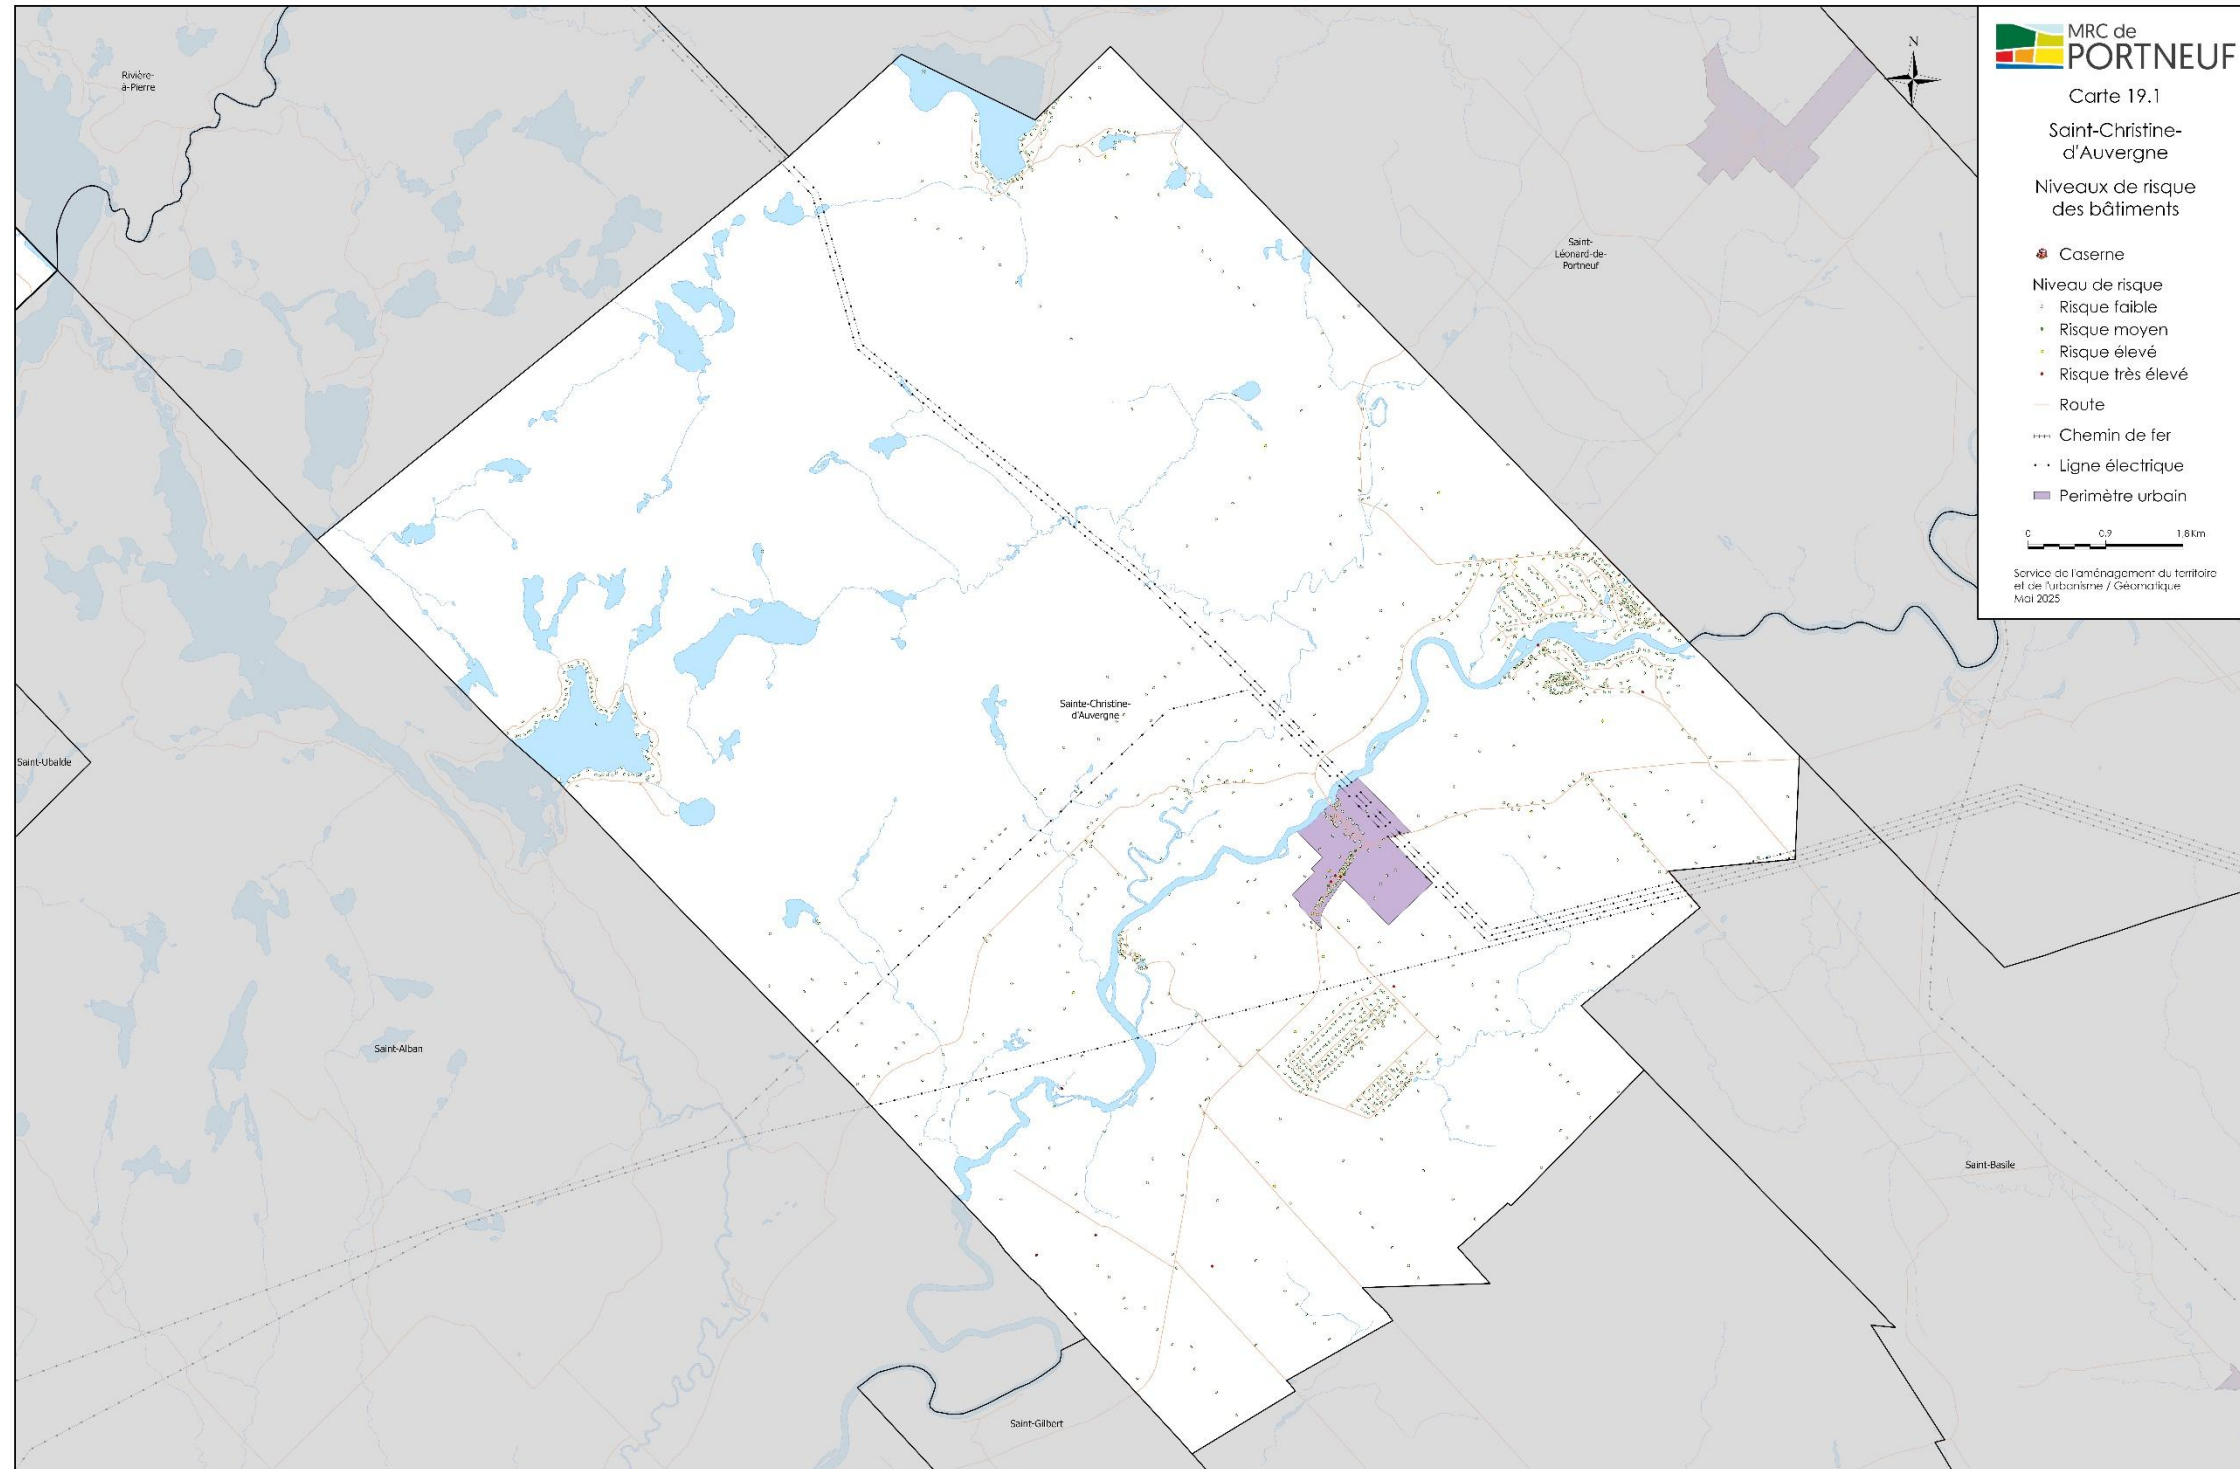 MRC de
PORTNEUF
Carte 19.1
Saint-Christine-
d'Auvergne
Niveaux de risque
des bâtiments
Caserne
Niveau de risque
Risque faible
Risque moyen
Risque élevé
Risque très élevé
Route
Chemin de fer
Ligne électrique
Perimètre urbain
0 0,9 1,8 Km
Service de l'aménagement du territoire
et de l'urbanisme / Géomatique
Mai 2025
N
Rivière-
à-Pierre
Saint-
Léonard-de-
Portneuf
Sainte-Christine-
d'Auvergne
Saint-Ubalde
Saint-Alban
Saint-Basile
Saint-Gilbert